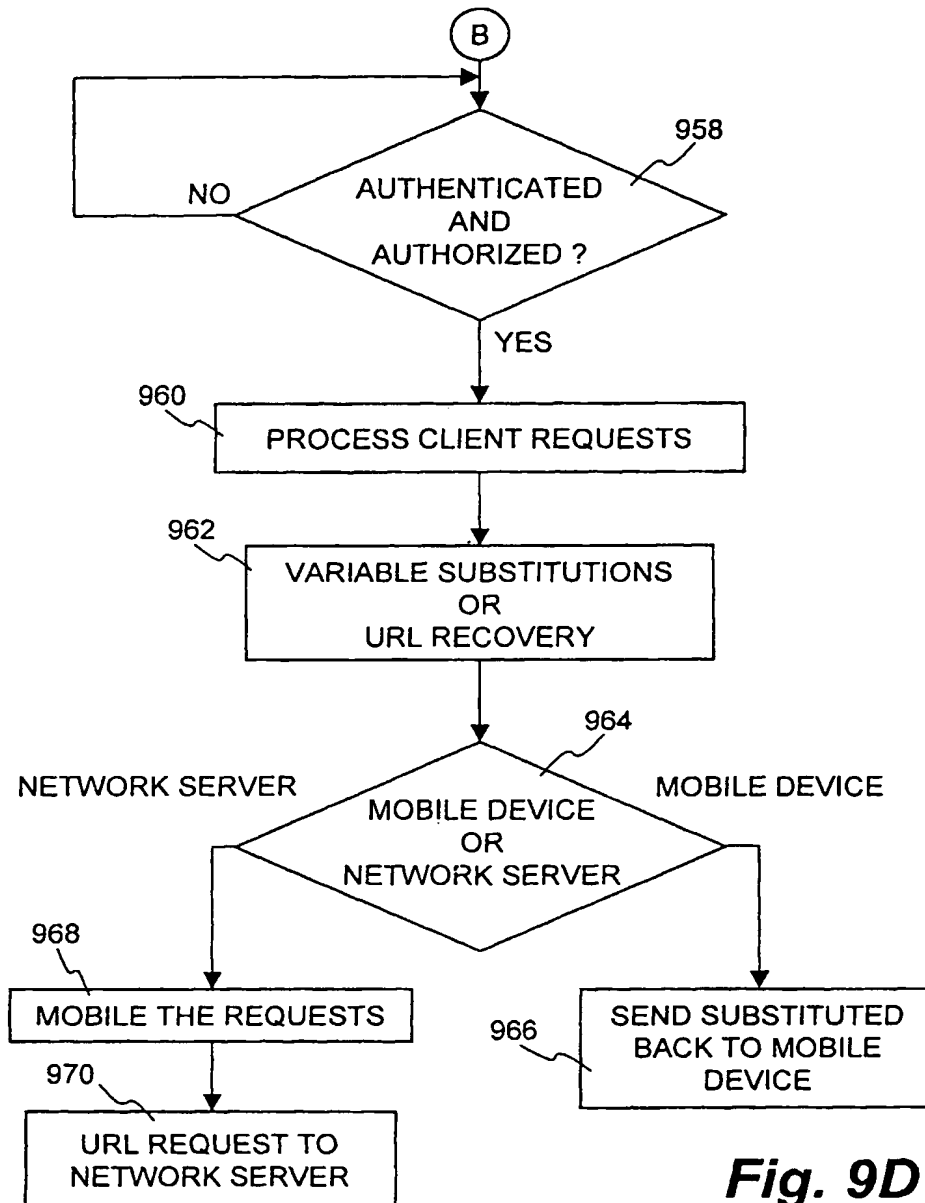 B
958
AUTHENTICATED
AND
AUTHORIZED ?
NO
YES
960
PROCESS CLIENT REQUESTS
962
VARIABLE SUBSTITUTIONS
OR
URL RECOVERY
964
NETWORK SERVER
MOBILE DEVICE
MOBILE DEVICE
OR
NETWORK SERVER
968
MOBILE THE REQUESTS
966
SEND SUBSTITUTED
BACK TO MOBILE
DEVICE
970
URL REQUEST TO
NETWORK SERVER
Fig. 9D